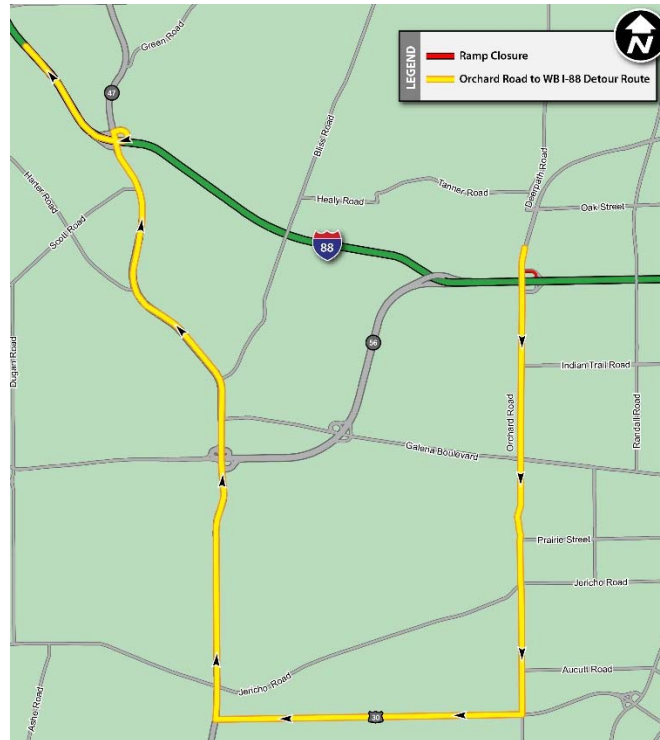 LEGEND
Ramp Closure
Orchard Road to WB I-88 Detour Route
N
Green Road
47
Bliss Road
Deerpath Road
Tanner Road
Healy Road
Oak Street
Harter Road
Scott Road
88
56
Dugan Road
Indian Trail Road
Orchard Road
Randall Road
Galena Boulevard
Prairie Street
Jericho Road
Aucutt Road
Jericho Road
Ashe Road
30